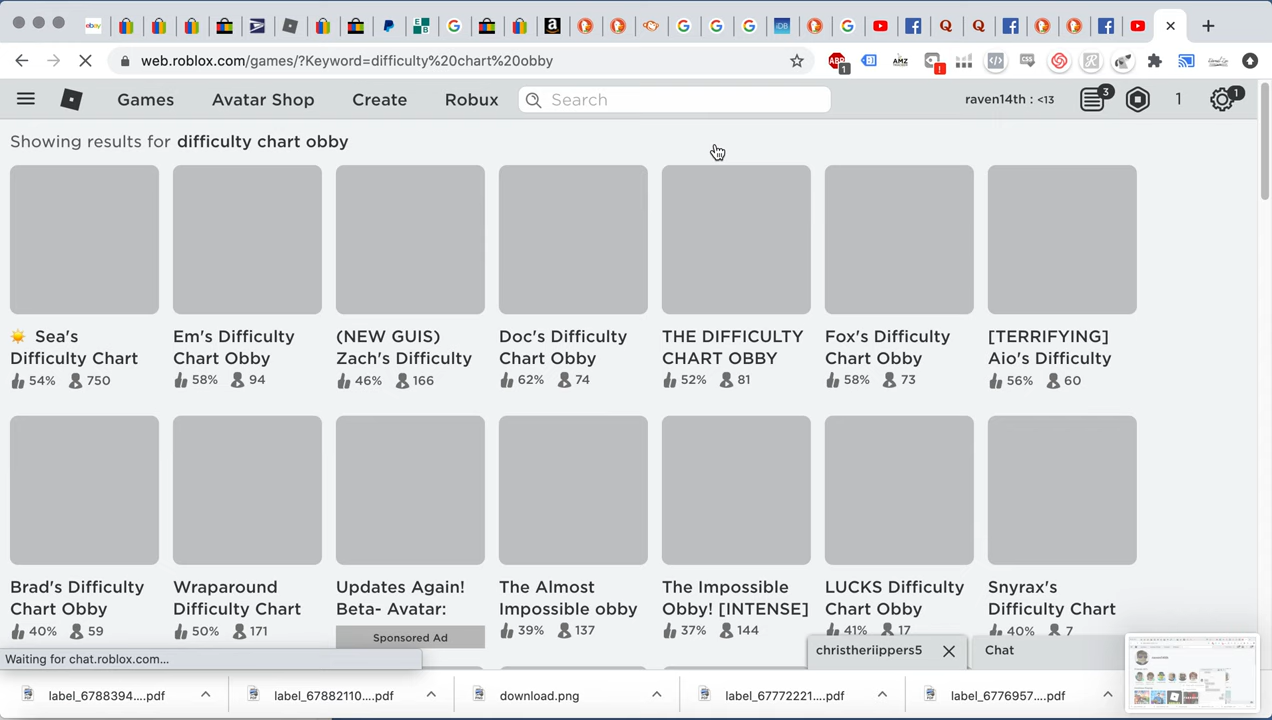 web.roblox.com/games/?Keyword=difficulty%20chart%20obby
Games Avatar Shop Create Robux Search raven14th : <13 3 1 1
Showing results for difficulty chart obby
Sea's
Difficulty Chart
54% 750
Em's Difficulty
Chart Obby
58% 94
(NEW GUIS)
Zach's Difficulty
46% 166
Doc's Difficulty
Chart Obby
62% 74
THE DIFFICULTY
CHART OBBY
52% 81
Fox's Difficulty
Chart Obby
58% 73
[TERRIFYING]
Aio's Difficulty
56% 60
Brad's Difficulty
Chart Obby
40% 59
Wraparound
Difficulty Chart
50% 171
Updates Again!
Beta- Avatar:
Sponsored Ad
The Almost
Impossible obby
39% 137
The Impossible
Obby! [INTENSE]
37% 144
LUCKS Difficulty
Chart Obby
41% 17
Snyrax's
Difficulty Chart
40% 7
christheriippers5
Chat
Waiting for chat.roblox.com...
label_6788394....pdf
label_67882110....pdf
download.png
label_67772221....pdf
label_6776957....pdf